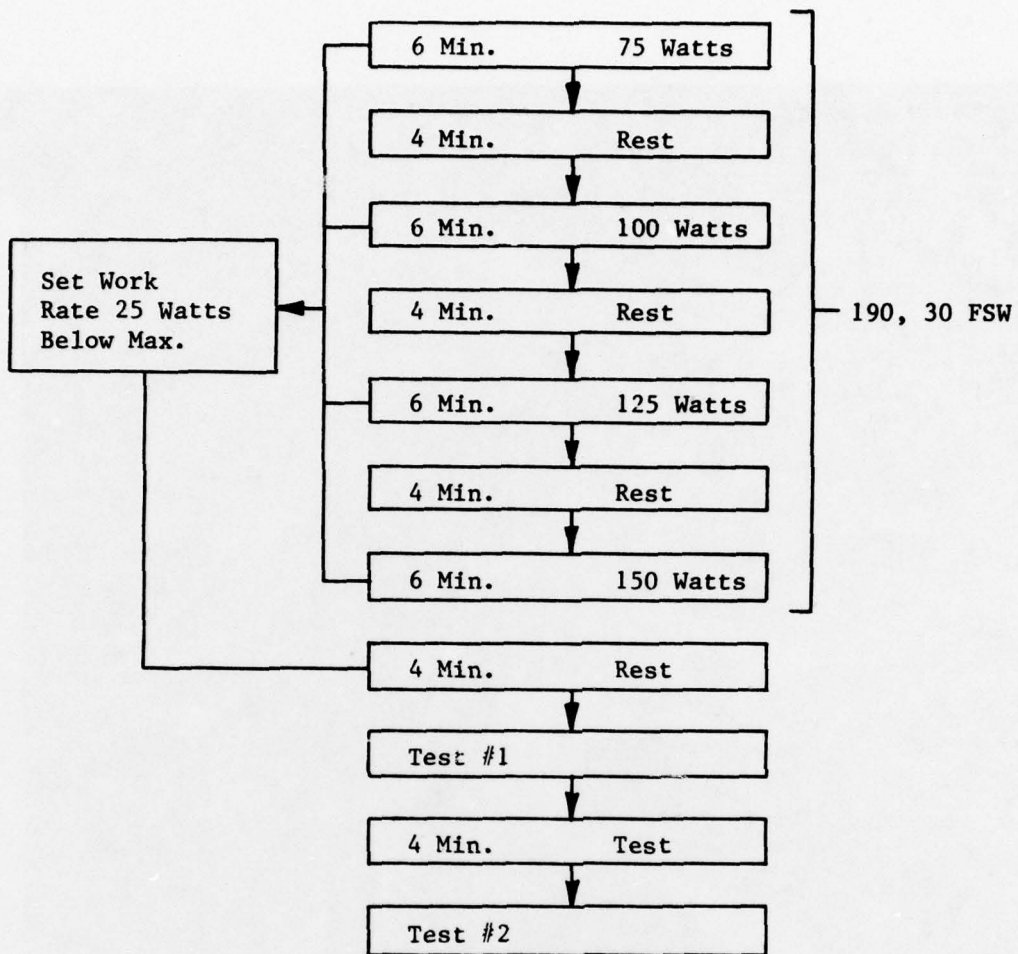 6 Min. 75 Watts
4 Min. Rest
6 Min. 100 Watts
Set Work
Rate 25 Watts
Below Max.
4 Min. Rest
190, 30 FSW
6 Min. 125 Watts
4 Min. Rest
6 Min. 150 Watts
4 Min. Rest
Test #1
4 Min. Test
Test #2